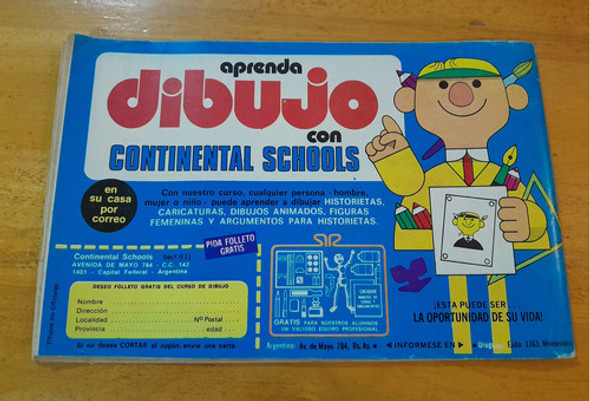 aprenda
dibujo
con
CONTINENTAL SCHOOLS
en
su casa
por
correo
Con nuestro curso, cualquier persona - hombre,
mujer o niño - puede aprender a dibujar HISTORIETAS,
CARICATURAS, DIBUJOS ANIMADOS, FIGURAS
FEMENINAS Y ARGUMENTOS PARA HISTORIETAS.
PIDA FOLLETO
GRATIS
Continental Schools
AVENIDA DE MAYO 784 - C.C. 142
1401 - Capital Federal - Argentina
DESEO FOLLETO GRATIS DEL CURSO DE DIBUJO
Nombre
Dirección
Localidad Nº Postal
Provincia edad
Si no desea CORTAR el cupón, envíe una carta
GRATIS PARA NUESTROS ALUMNOS
UN VALIOSO EQUIPO PROFESIONAL
¡ESTA PUEDE SER...
LA OPORTUNIDAD DE SU VIDA!
Argentina: Av. de Mayo 784, Bs. As. ◀ INFORMESE EN ▶ Uruguay: Ejido 1363, Montevideo